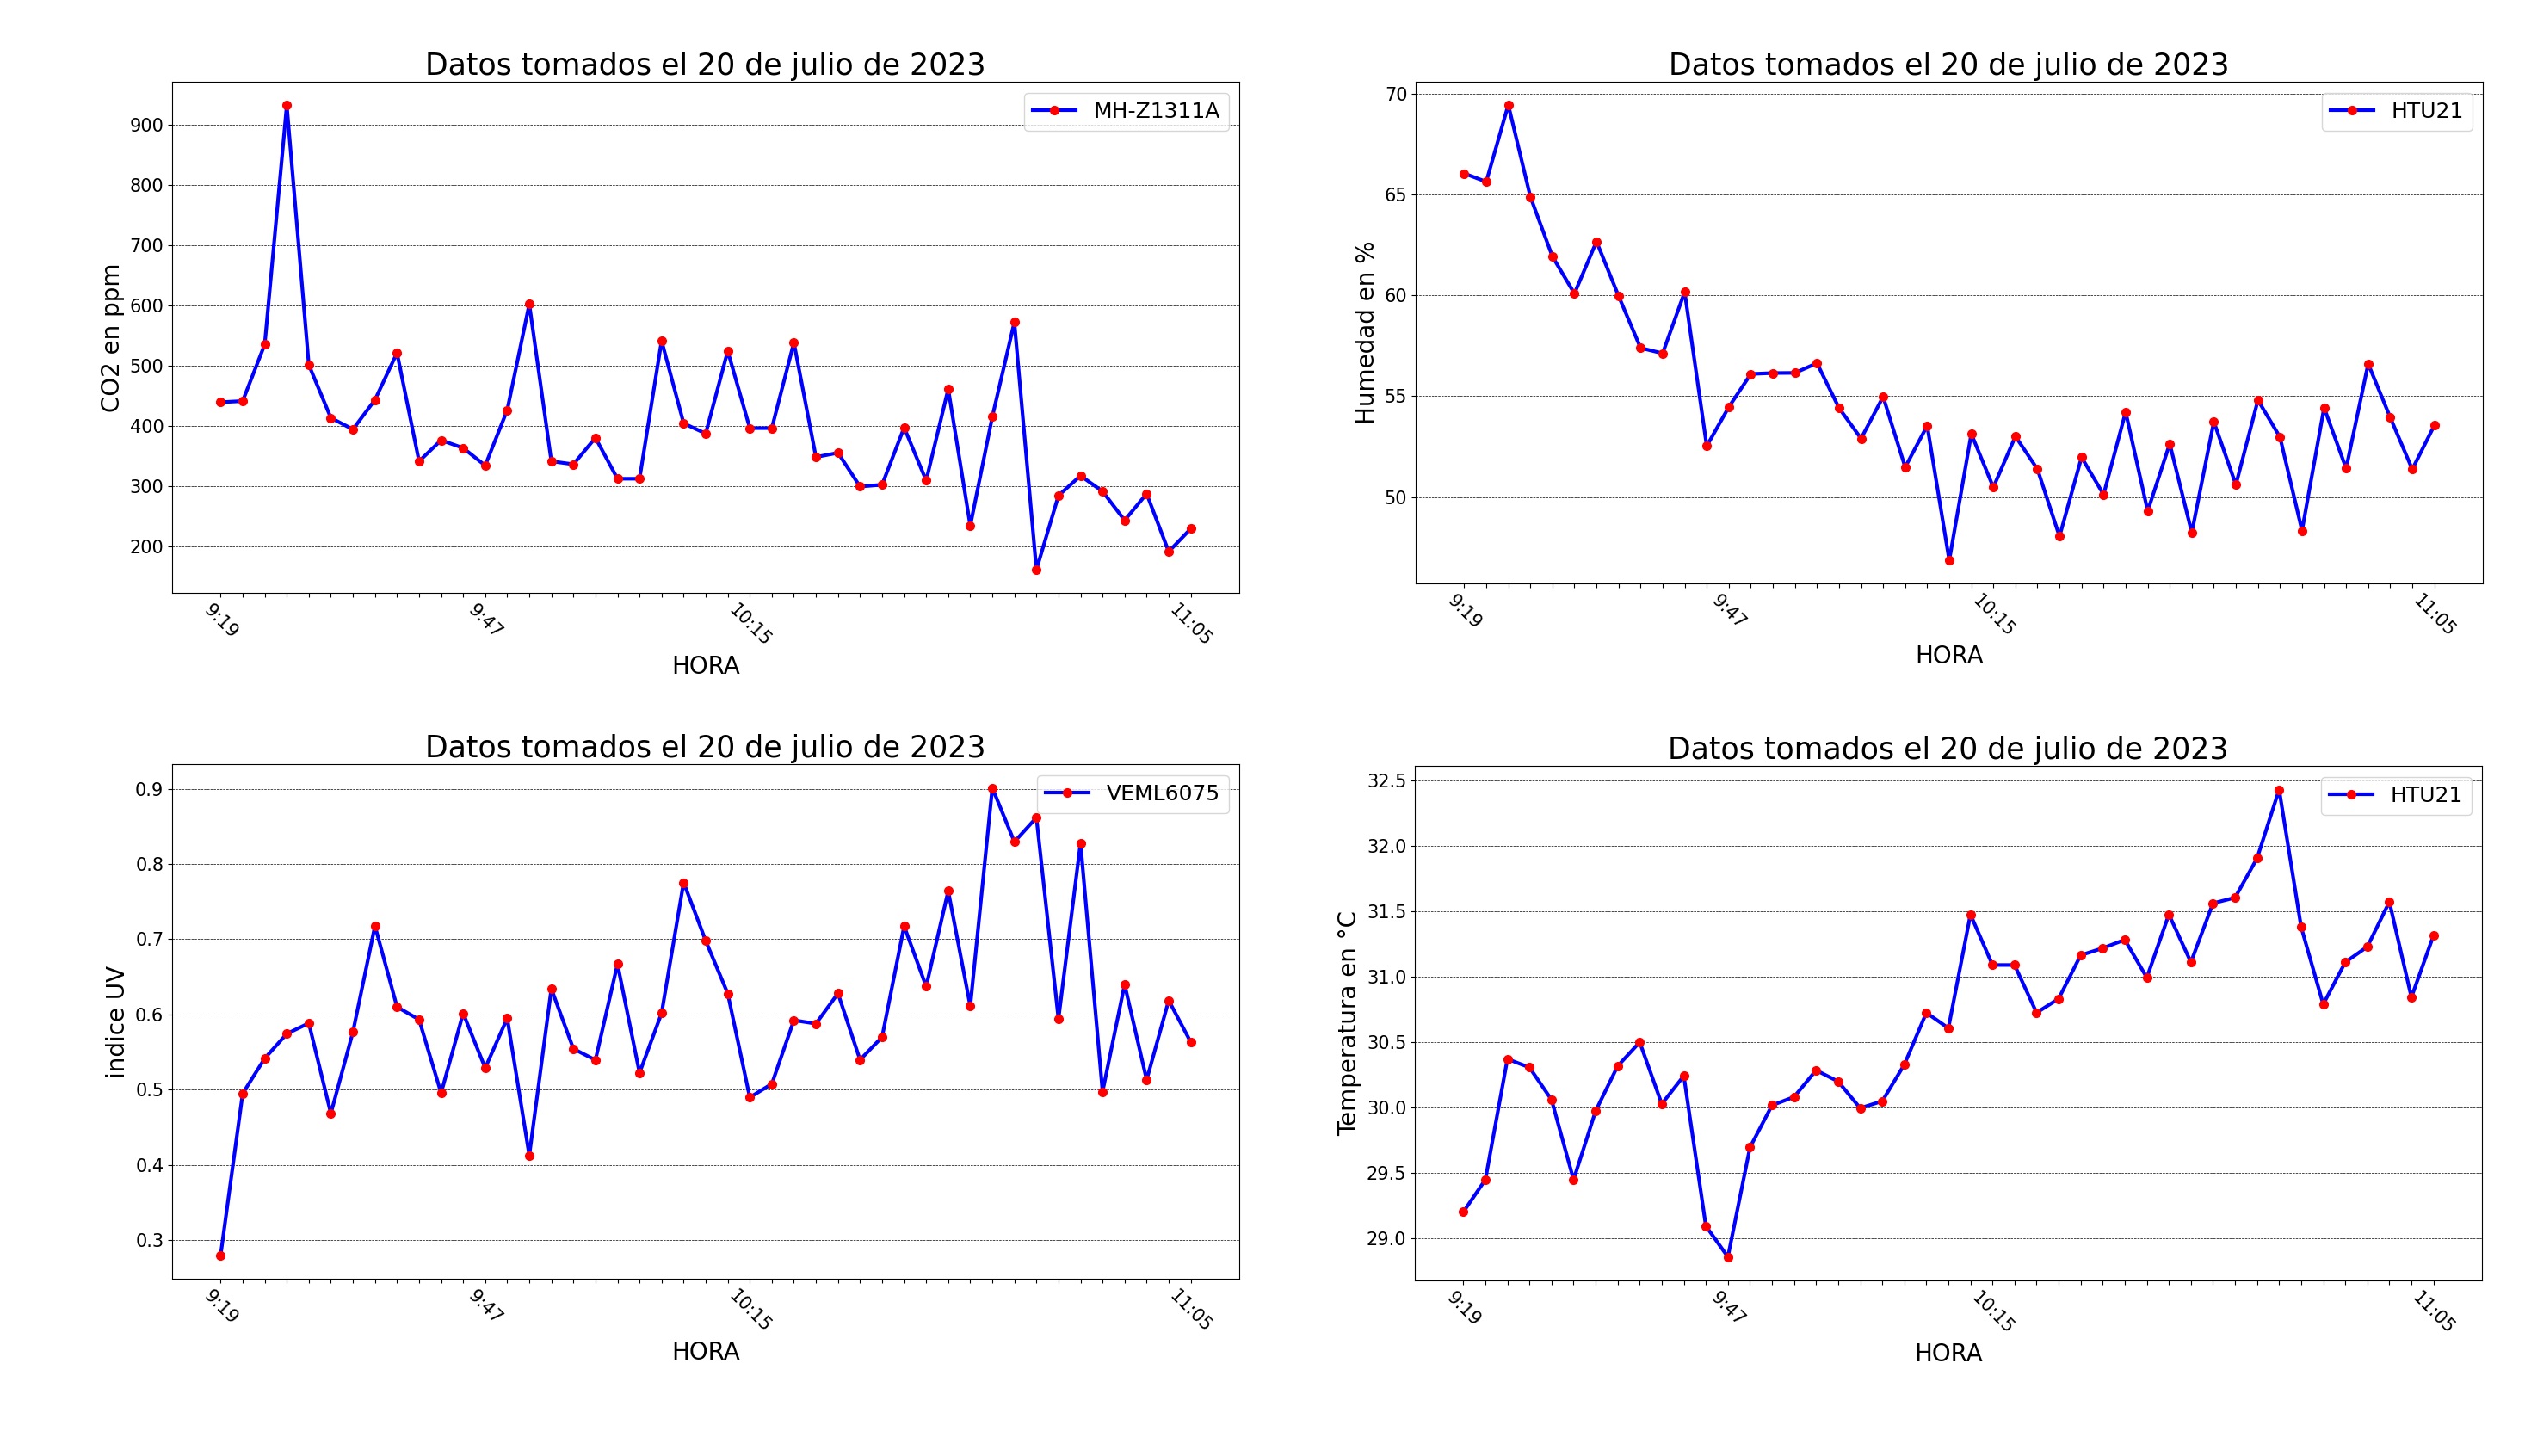 Datos tomados el 20 de julio de 2023
MH-Z1311A
CO2 en ppm
900
800
700
600
500
400
300
200
9:19
9:47
10:15
11:05
HORA
Datos tomados el 20 de julio de 2023
HTU21
Humedad en %
70
65
60
55
50
9:19
9:47
10:15
11:05
HORA
Datos tomados el 20 de julio de 2023
VEML6075
indice UV
0.9
0.8
0.7
0.6
0.5
0.4
0.3
9:19
9:47
10:15
11:05
HORA
Datos tomados el 20 de julio de 2023
HTU21
Temperatura en °C
32.5
32.0
31.5
31.0
30.5
30.0
29.5
29.0
9:19
9:47
10:15
11:05
HORA